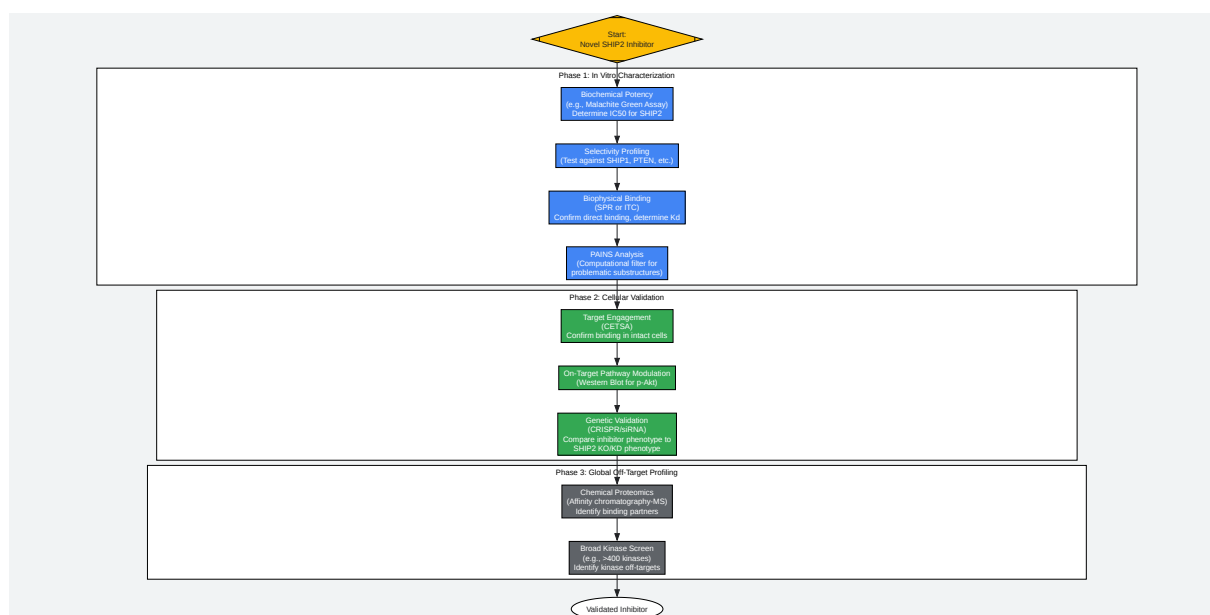 Start:
Novel SHIP2 Inhibitor
Phase 1: In Vitro Characterization
Biochemical Potency
(e.g., Malachite Green Assay)
Determine IC50 for SHIP2
Selectivity Profiling
(Test against SHIP1, PTEN, etc.)
Biophysical Binding
(SPR or ITC)
Confirm direct binding, determine Kd
PAINS Analysis
(Computational filter for
problematic substructures)
Phase 2: Cellular Validation
Target Engagement
(CETSA)
Confirm binding in intact cells
On-Target Pathway Modulation
(Western Blot for p-Akt)
Genetic Validation
(CRISPR/siRNA)
Compare inhibitor phenotype to
SHIP2 KO/KD phenotype
Phase 3: Global Off-Target Profiling
Chemical Proteomics
(Affinity chromatography-MS)
Identify binding partners
Broad Kinase Screen
(e.g., >400 kinases)
Identify kinase off-targets
Validated Inhibitor